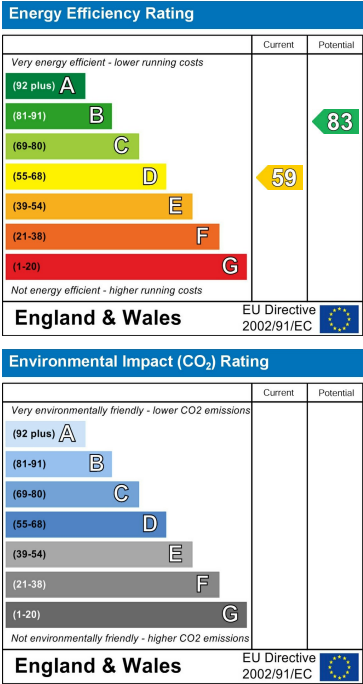 Energy Efficiency Rating
Current Potential
Very energy efficient - lower running costs
(92 plus) A
(81-91) B
83
(69-80) C
(55-68) D
59
(39-54) E
(21-38) F
(1-20) G
Not energy efficient - higher running costs
England & Wales
EU Directive
2002/91/EC
Environmental Impact (CO₂) Rating
Current Potential
Very environmentally friendly - lower CO2 emissions
(92 plus) A
(81-91) B
(69-80) C
(55-68) D
(39-54) E
(21-38) F
(1-20) G
Not environmentally friendly - higher CO2 emissions
England & Wales
EU Directive
2002/91/EC